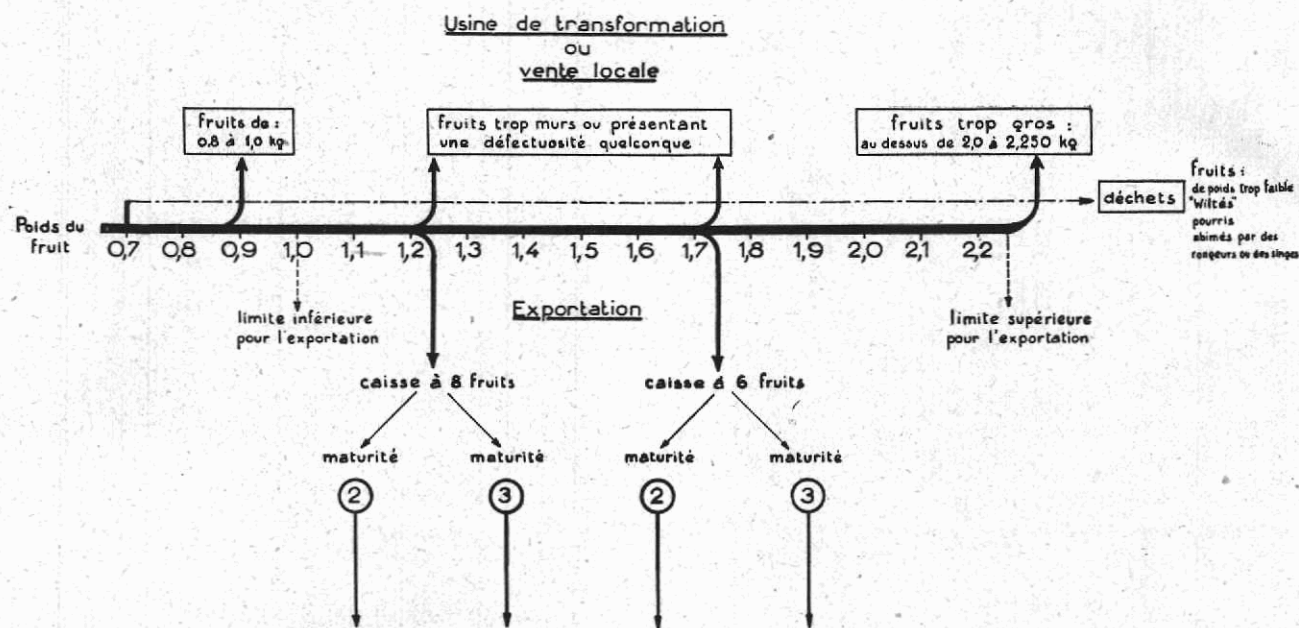 Usine de transformation
ou
vente locale
fruits de :
0,8 à 1,0 kg
fruits trop murs ou présentant
une défectuosité quelconque
fruits trop gros :
au dessus de 2,0 à 2,250 kg
déchets
fruits :
de poids trop faible
"Wiltés"
pourris
abimés par des
rongeurs ou des singes
Poids du
fruit
0,7 0,8 0,9 1,0 1,1 1,2 1,3 1,4 1,5 1,6 1,7 1,8 1,9 2,0 2,1 2,2
limite inférieure
pour l'exportation
Exportation
limite supérieure
pour l'exportation
caisse à 8 fruits
caisse à 6 fruits
maturité maturité maturité maturité
2 3 2 3